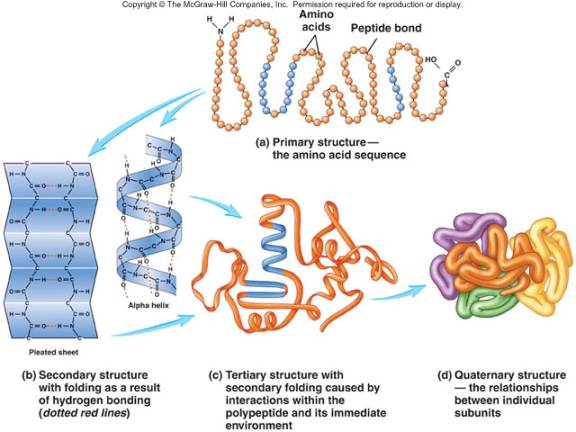 Copyright © The McGraw-Hill Companies, Inc. Permission required for reproduction or display.
Amino
acids
Peptide bond
H H
N
HO
O
C
(a) Primary structure—
the amino acid sequence
Alpha helix
Pleated sheet
(b) Secondary structure
with folding as a result
of hydrogen bonding
(dotted red lines)
(c) Tertiary structure with
secondary folding caused by
interactions within the
polypeptide and its immediate
environment
(d) Quaternary structure
— the relationships
between individual
subunits